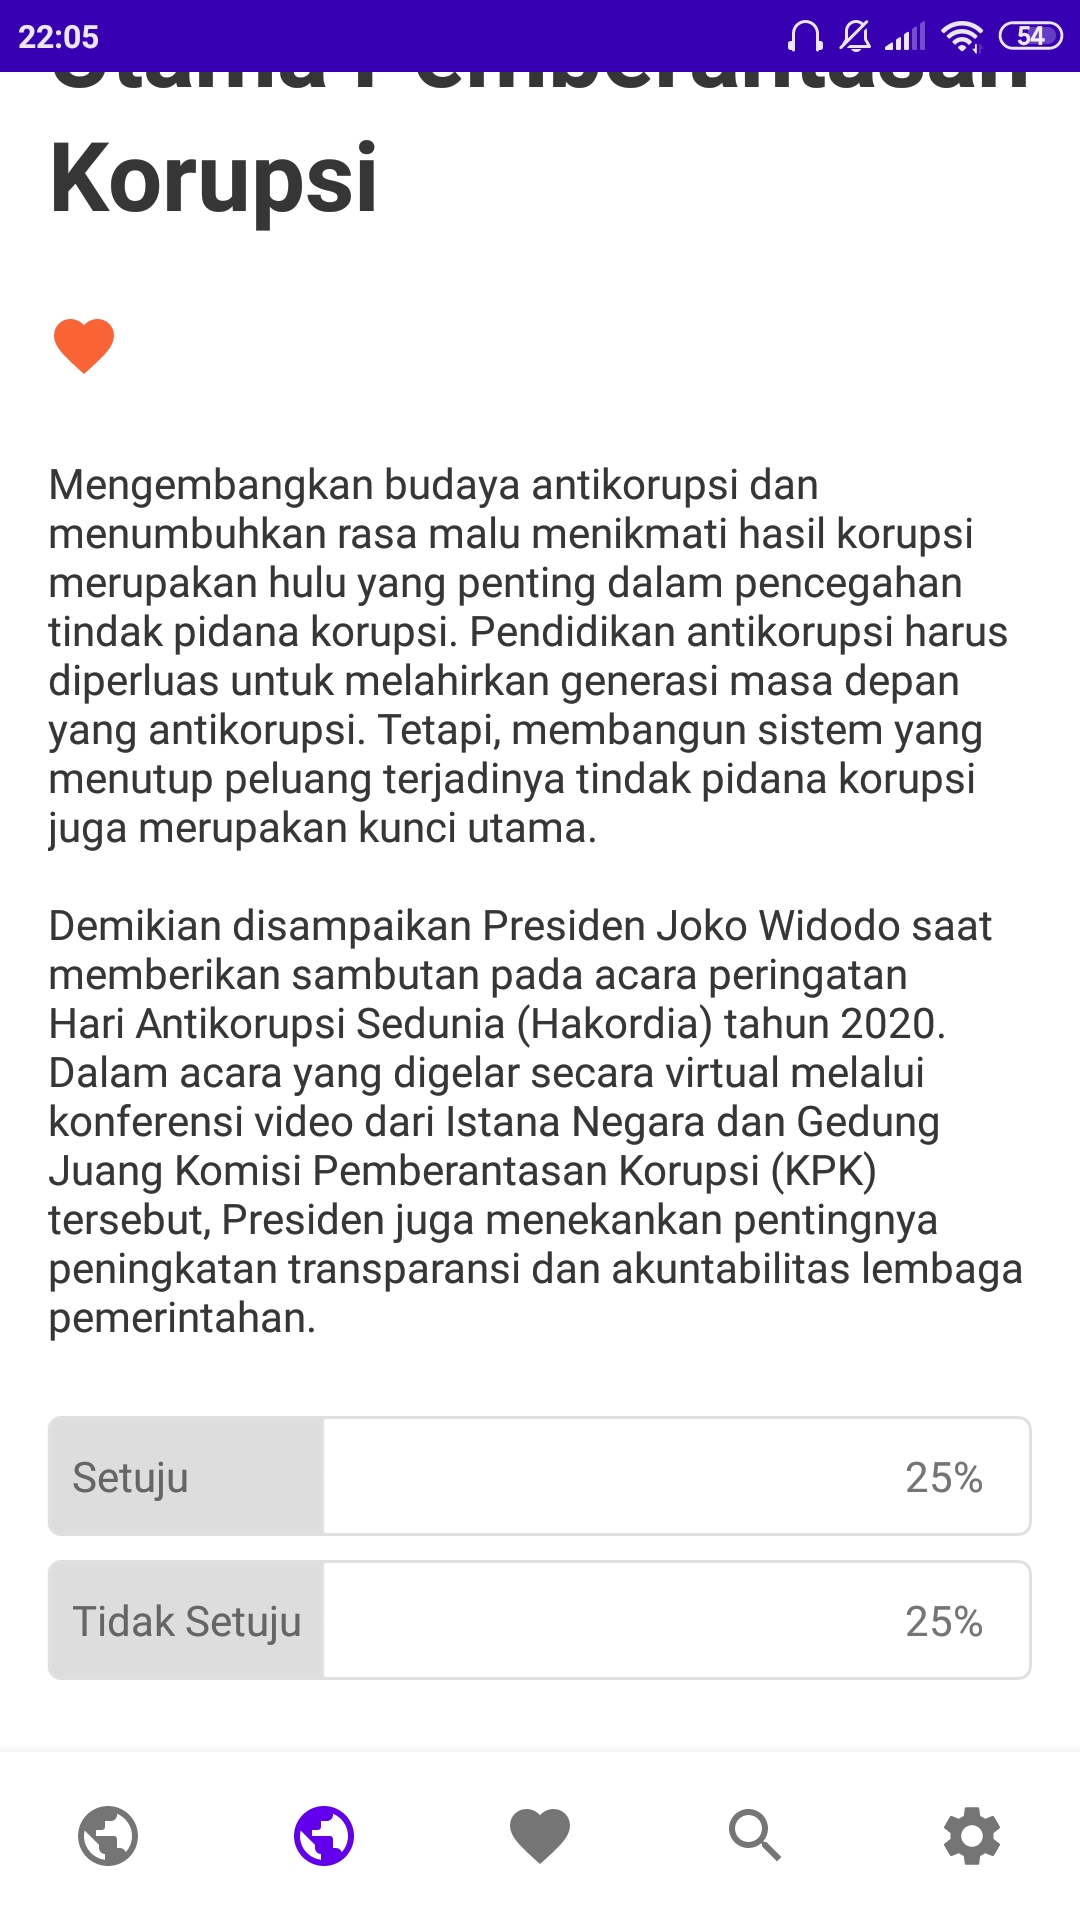 22:05
54
Utama Pemberantasan
Korupsi
Mengembangkan budaya antikorupsi dan
menumbuhkan rasa malu menikmati hasil korupsi
merupakan hulu yang penting dalam pencegahan
tindak pidana korupsi. Pendidikan antikorupsi harus
diperluas untuk melahirkan generasi masa depan
yang antikorupsi. Tetapi, membangun sistem yang
menutup peluang terjadinya tindak pidana korupsi
juga merupakan kunci utama.
Demikian disampaikan Presiden Joko Widodo saat
memberikan sambutan pada acara peringatan
Hari Antikorupsi Sedunia (Hakordia) tahun 2020.
Dalam acara yang digelar secara virtual melalui
konferensi video dari Istana Negara dan Gedung
Juang Komisi Pemberantasan Korupsi (KPK)
tersebut, Presiden juga menekankan pentingnya
peningkatan transparansi dan akuntabilitas lembaga
pemerintahan.
Setuju 25%
Tidak Setuju 25%